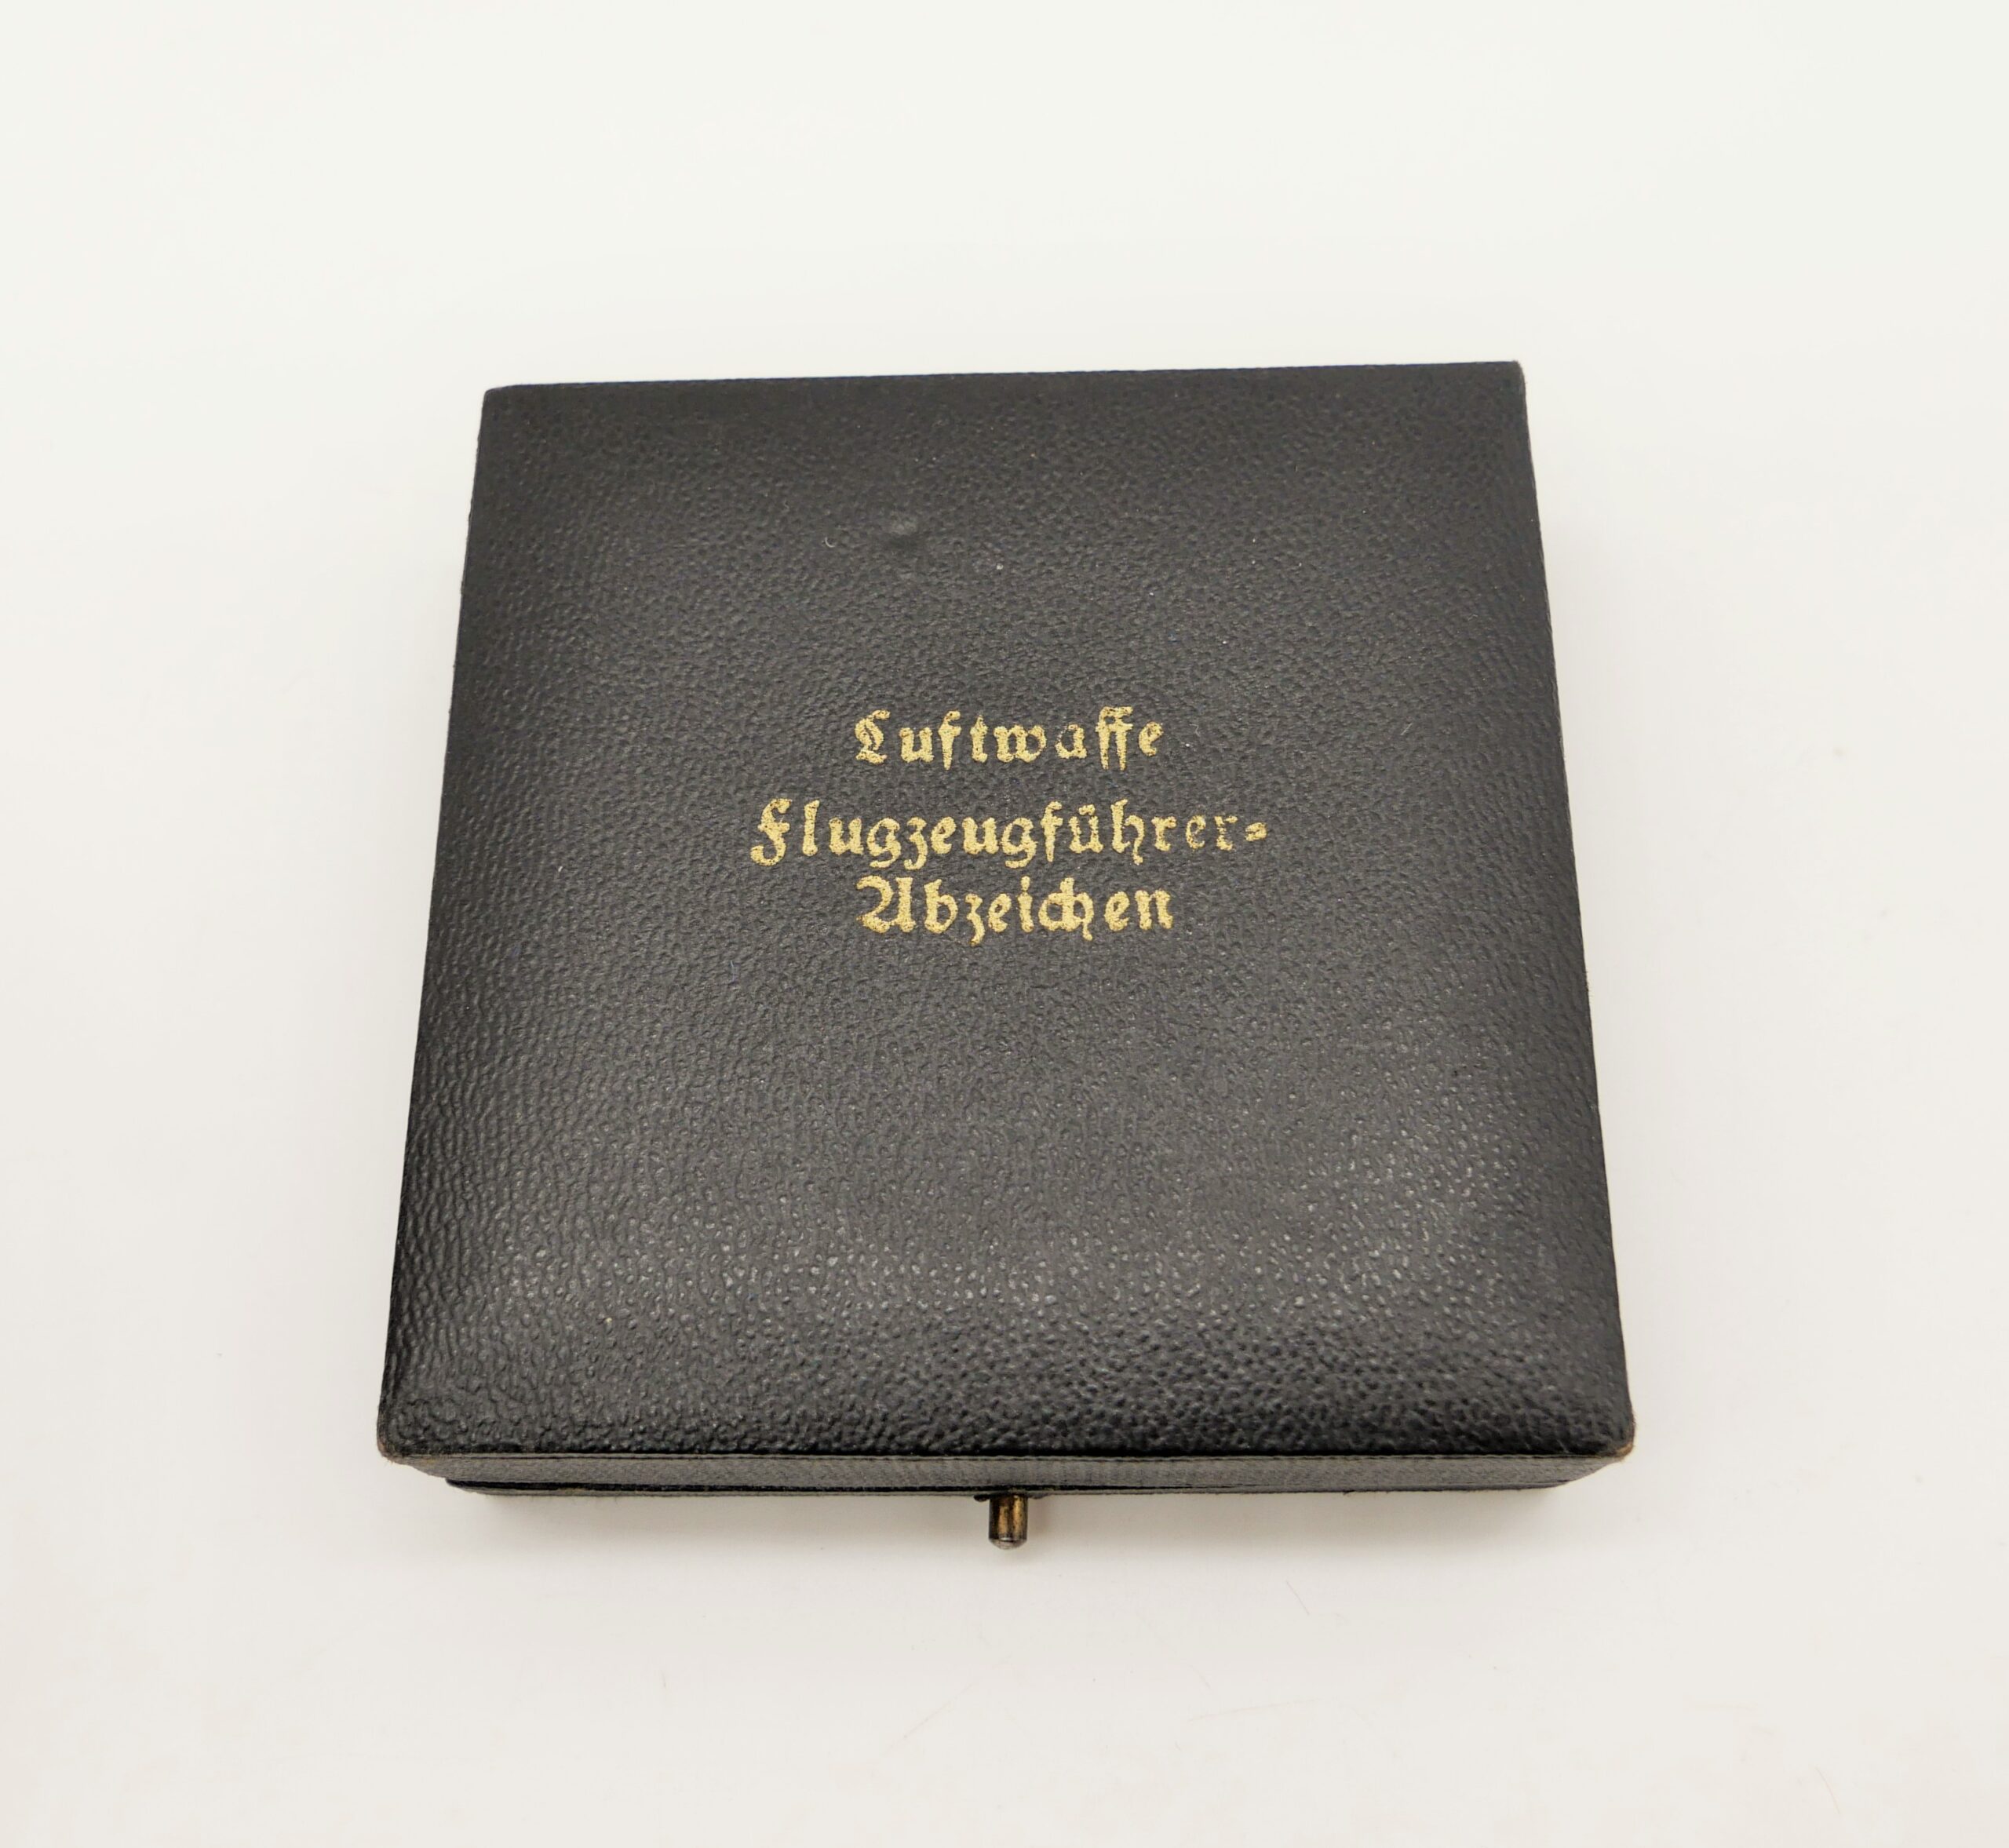 Luftwaffe
Flugzeugführer-
Abzeichen